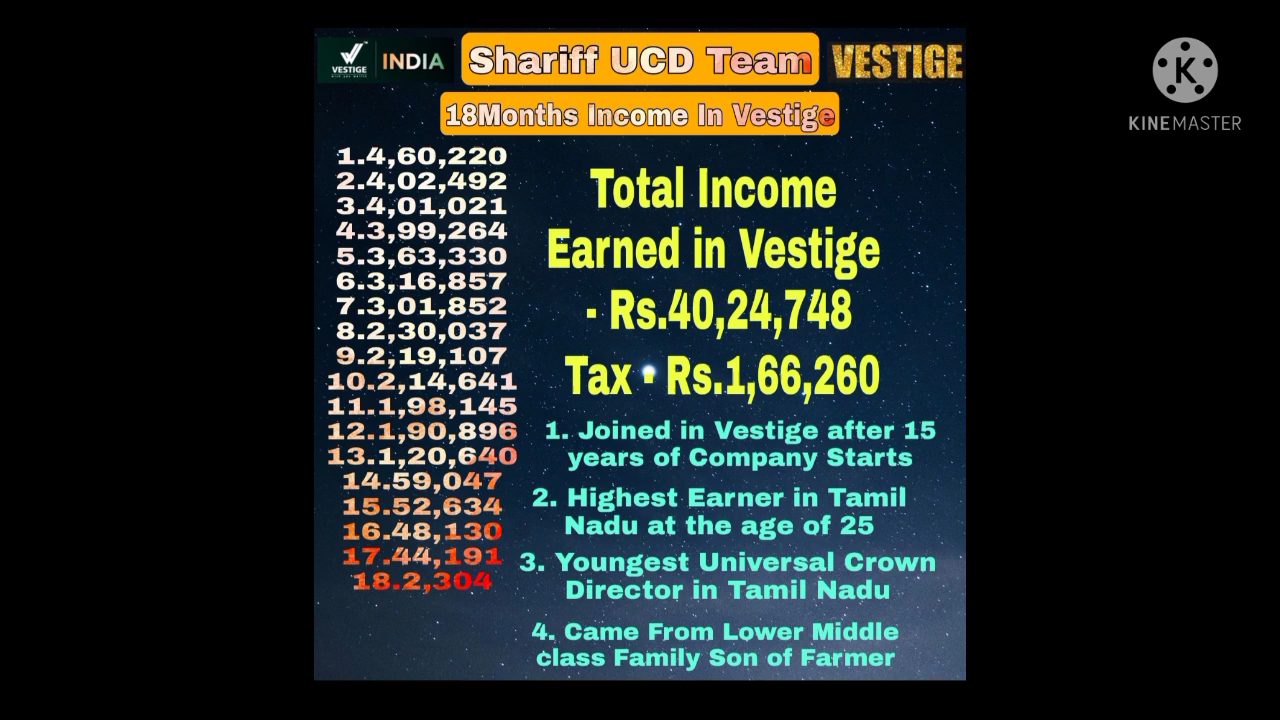 VESTIGE
INDIA
Shariff UCD Team
VESTIGE
18Months Income In Vestige
1.4,60,220
2.4,02,492
3.4,01,021
4.3,99,264
5.3,63,330
6.3,16,857
7.3,01,852
8.2,30,037
9.2,19,107
10.2,14,641
11.1,98,145
12.1,90,896
13.1,20,640
14.59,047
15.52,634
16.48,130
17.44,191
18.2,304
Total Income
Earned in Vestige
- Rs.40,24,748
Tax - Rs.1,66,260
1. Joined in Vestige after 15
years of Company Starts
2. Highest Earner in Tamil
Nadu at the age of 25
3. Youngest Universal Crown
Director in Tamil Nadu
4. Came From Lower Middle
class Family Son of Farmer
K
KINEMASTER